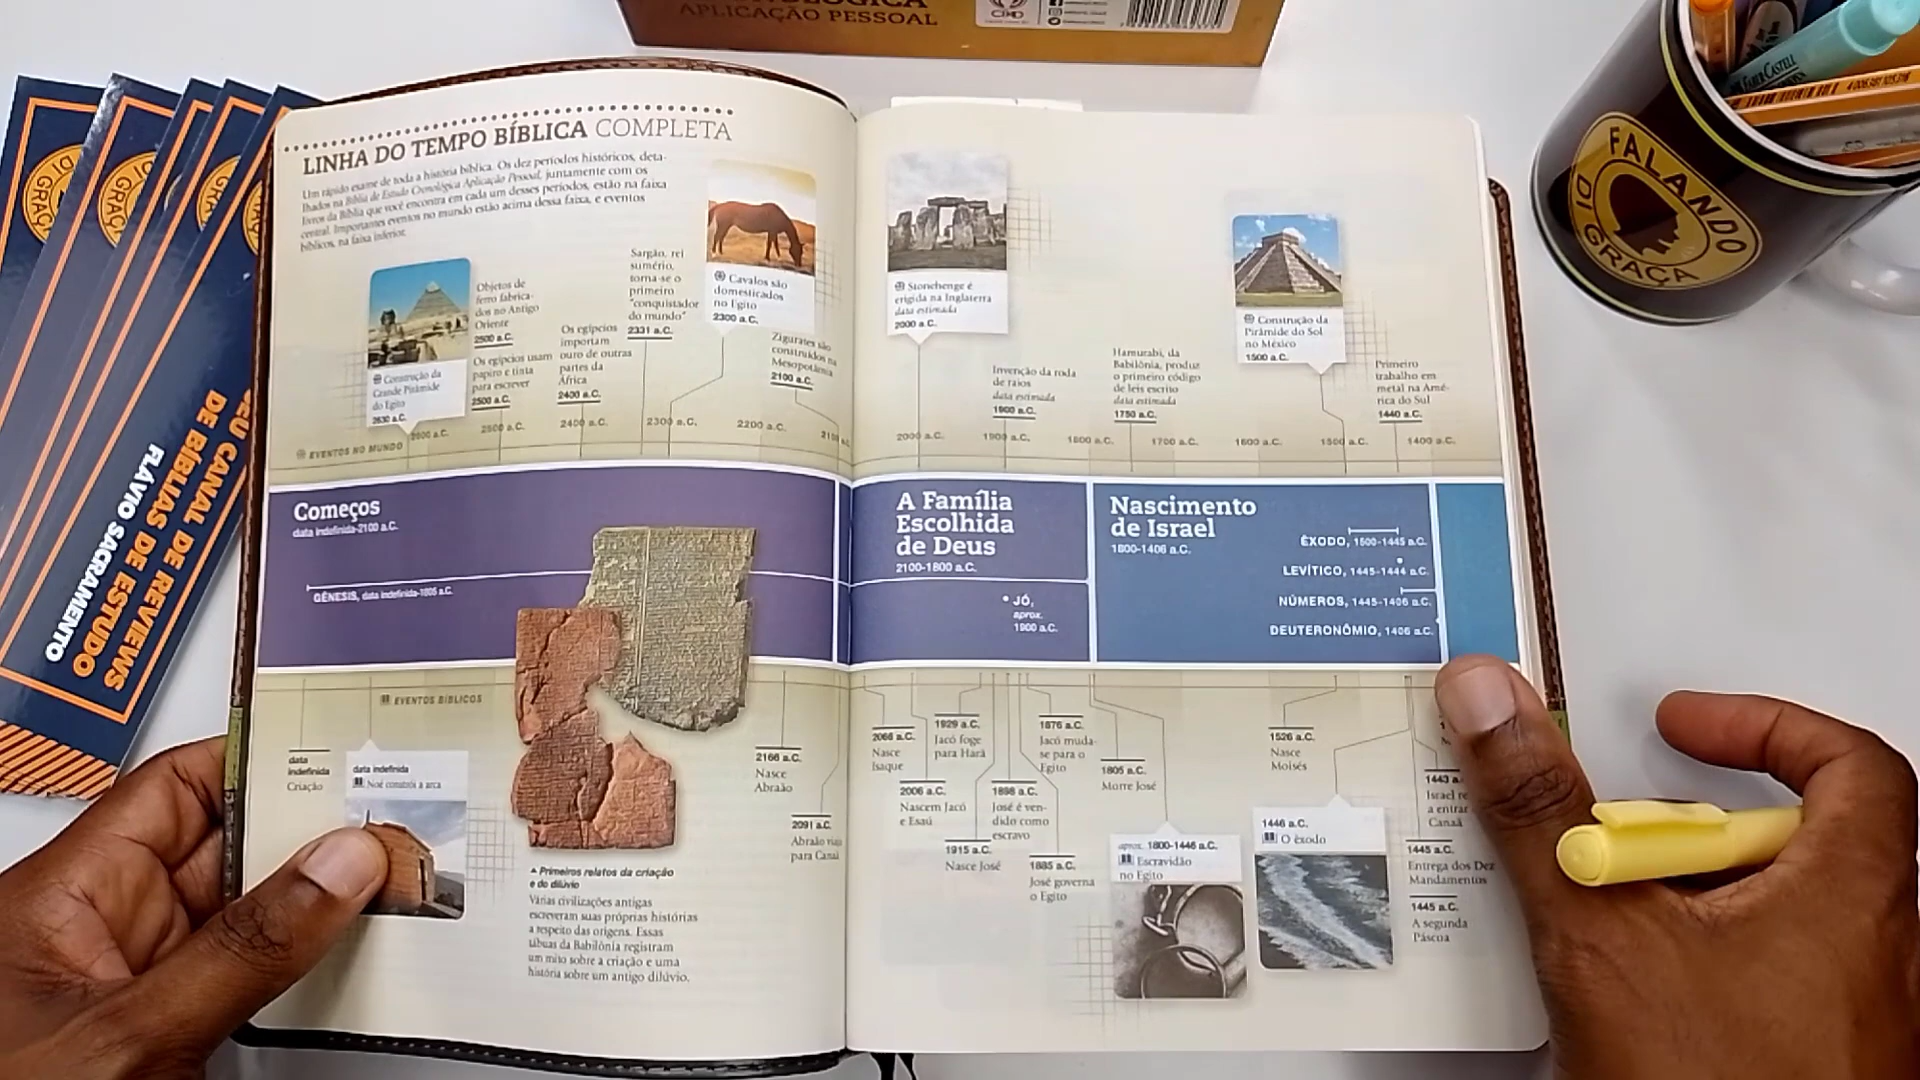 APLICAÇÃO PESSOAL
LINHA DO TEMPO BÍBLICA COMPLETA
Um rápido exame de toda a história bíblica. Os dez períodos históricos, deta-
lhados na Bíblia de Estudo Cronológica Aplicação Pessoal, juntamente com os
livros da Bíblia que você encontra em cada um desses períodos, estão na faixa
central. Importantes eventos no mundo estão acima dessa faixa, e eventos
bíblicos, na faixa inferior.
Construção da
Grande Pirâmide
do Egito
2630 a.C.
Objetos de
ferro fabrica-
dos no Antigo
Oriente
2500 a.C.
Os egípcios usam
papiro e tinta
para escrever
2500 a.C.
Os egípcios
importam
ouro de outras
partes da
África
2400 a.C.
Sargão, rei
sumério,
torna-se o
primeiro
"conquistador
do mundo"
2331 a.C.
Cavalos são
domesticados
no Egito
2300 a.C.
Zigurates são
construídos na
Mesopotâmia
2100 a.C.
Stonehenge é
erigida na Inglaterra
data estimada
2000 a.C.
Invenção da roda
de raios
data estimada
1900 a.C.
Hamurabi, da
Babilônia, produz
o primeiro código
de leis escrito
data estimada
1750 a.C.
Construção da
Pirâmide do Sol
no México
1500 a.C.
Primeiro
trabalho em
metal na Amé-
rica do Sul
1440 a.C.
EVENTOS NO MUNDO
2600 a.C.
2500 a.C.
2400 a.C.
2300 a.C.
2200 a.C.
2100 a.C.
2000 a.C.
1900 a.C.
1800 a.C.
1700 a.C.
1600 a.C.
1500 a.C.
1400 a.C.
Começos
data indefinida-2100 a.C.
GÊNESIS, data indefinida-1805 a.C.
A Família
Escolhida
de Deus
2100-1800 a.C.
JÓ,
aprox.
1900 a.C.
Nascimento
de Israel
1800-1406 a.C.
ÊXODO, 1500-1445 a.C.
LEVÍTICO, 1445-1444 a.C.
NÚMEROS, 1445-1406 a.C.
DEUTERONÔMIO, 1406 a.C.
EVENTOS BÍBLICOS
data
indefinida
Criação
data indefinida
Noé constrói a arca
Primeiros relatos da criação
e do dilúvio
Várias civilizações antigas
escreveram suas próprias histórias
a respeito das origens. Essas
tábuas da Babilônia registram
um mito sobre a criação e uma
história sobre um antigo dilúvio.
2166 a.C.
Nasce
Abraão
2091 a.C.
Abraão viaja
para Canaã
2066 a.C.
Nasce
Isaque
2006 a.C.
Nascem Jacó
e Esaú
1929 a.C.
Jacó foge
para Harã
1915 a.C.
Nasce José
1898 a.C.
José é ven-
dido como
escravo
1885 a.C.
José governa
o Egito
1876 a.C.
Jacó muda-
se para o
Egito
1805 a.C.
Morre José
aprox. 1800-1446 a.C.
Escravidão
no Egito
1526 a.C.
Nasce
Moisés
1446 a.C.
O êxodo
1443 a.
Israel re
a entrar
Canaã
1445 a.C.
Entrega dos Dez
Mandamentos
1445 a.C.
A segunda
Páscoa
SEU CANAL DE REVIEWS
DE BÍBLIAS DE ESTUDO
FLÁVIO SACRAMENTO
FALANDO
DI GRAÇA
FABER-CASTELL